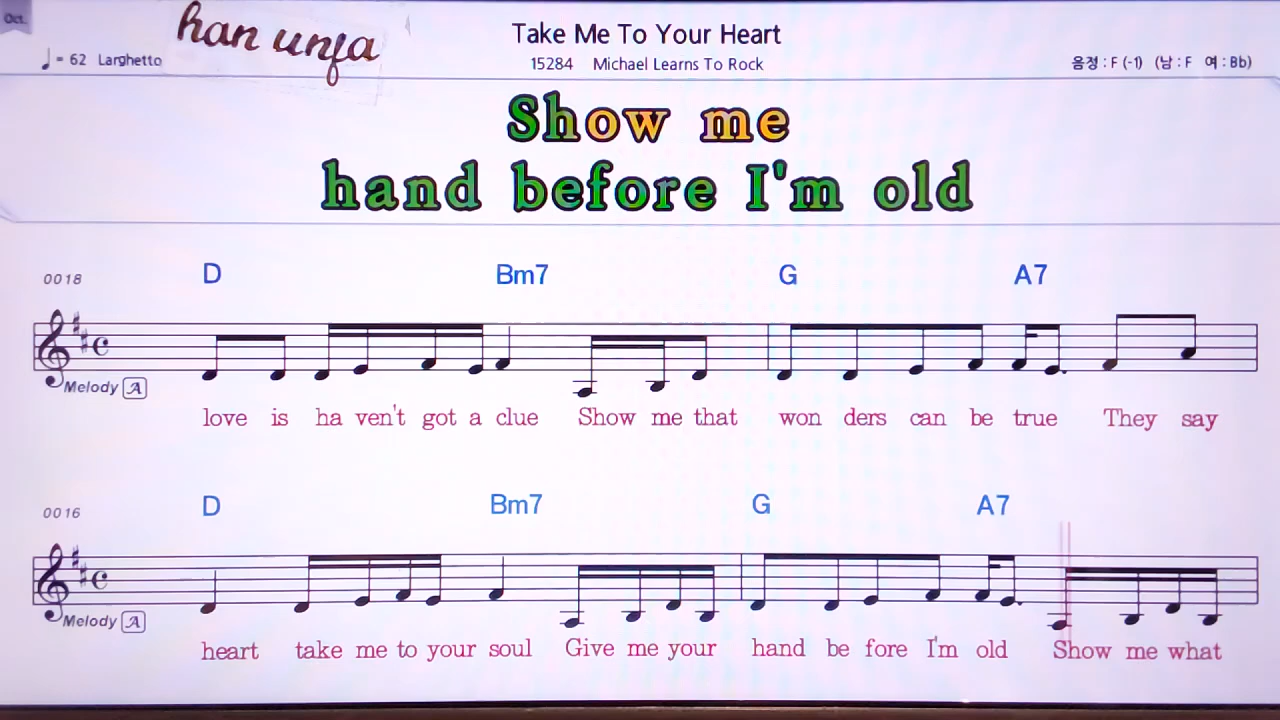 Oct.
han unfa
Take Me To Your Heart
♩= 62 Larghetto
15284 Michael Learns To Rock
음정 : F (-1) (남 : F 여 : Bb)
Show me
hand before I'm old
0018
D Bm7 G A7
Melody A
love is ha ven't got a clue Show me that won ders can be true They say
0016
D Bm7 G A7
Melody A
heart take me to your soul Give me your hand be fore I'm old Show me what